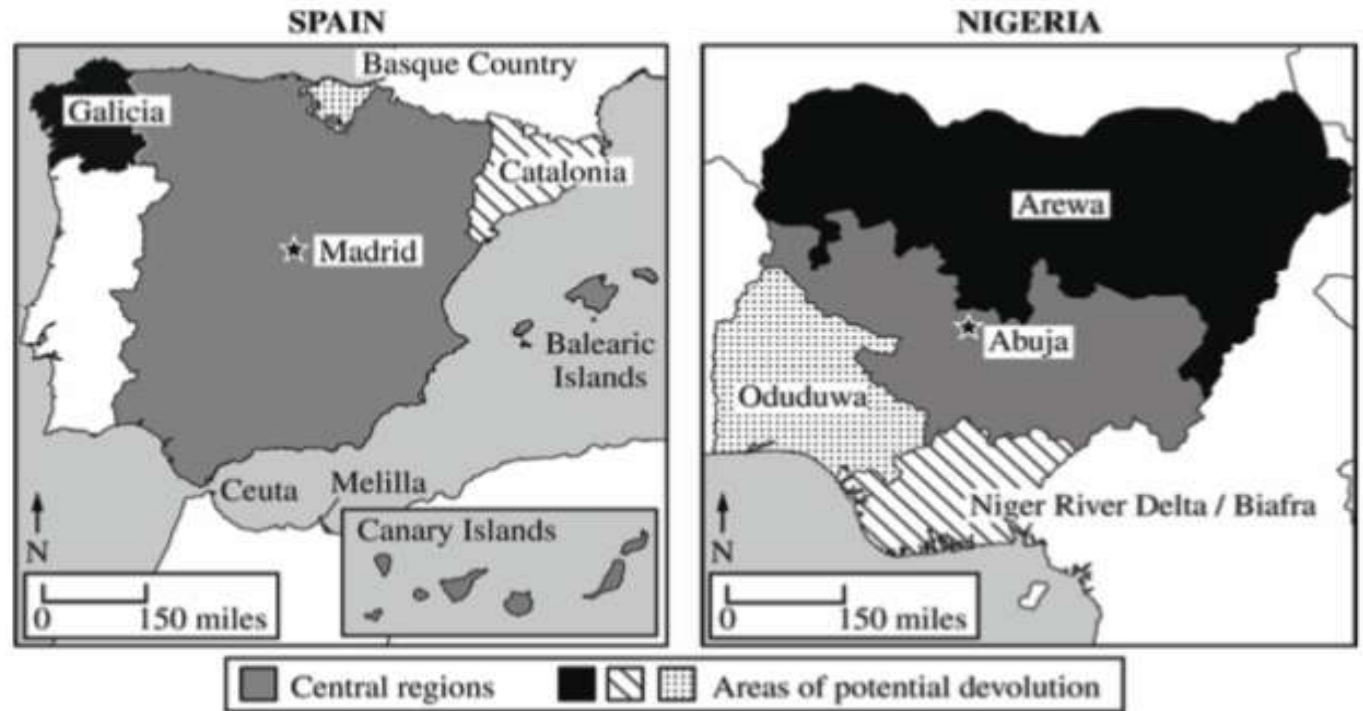 SPAIN
Basque Country
Galicia
Catalonia
Madrid
Balearic
Islands
Ceuta
Melilla
Canary Islands
N
0 150 miles
NIGERIA
Arewa
Abuja
Oduduwa
Niger River Delta / Biafra
N
0 150 miles
Central regions
Areas of potential devolution